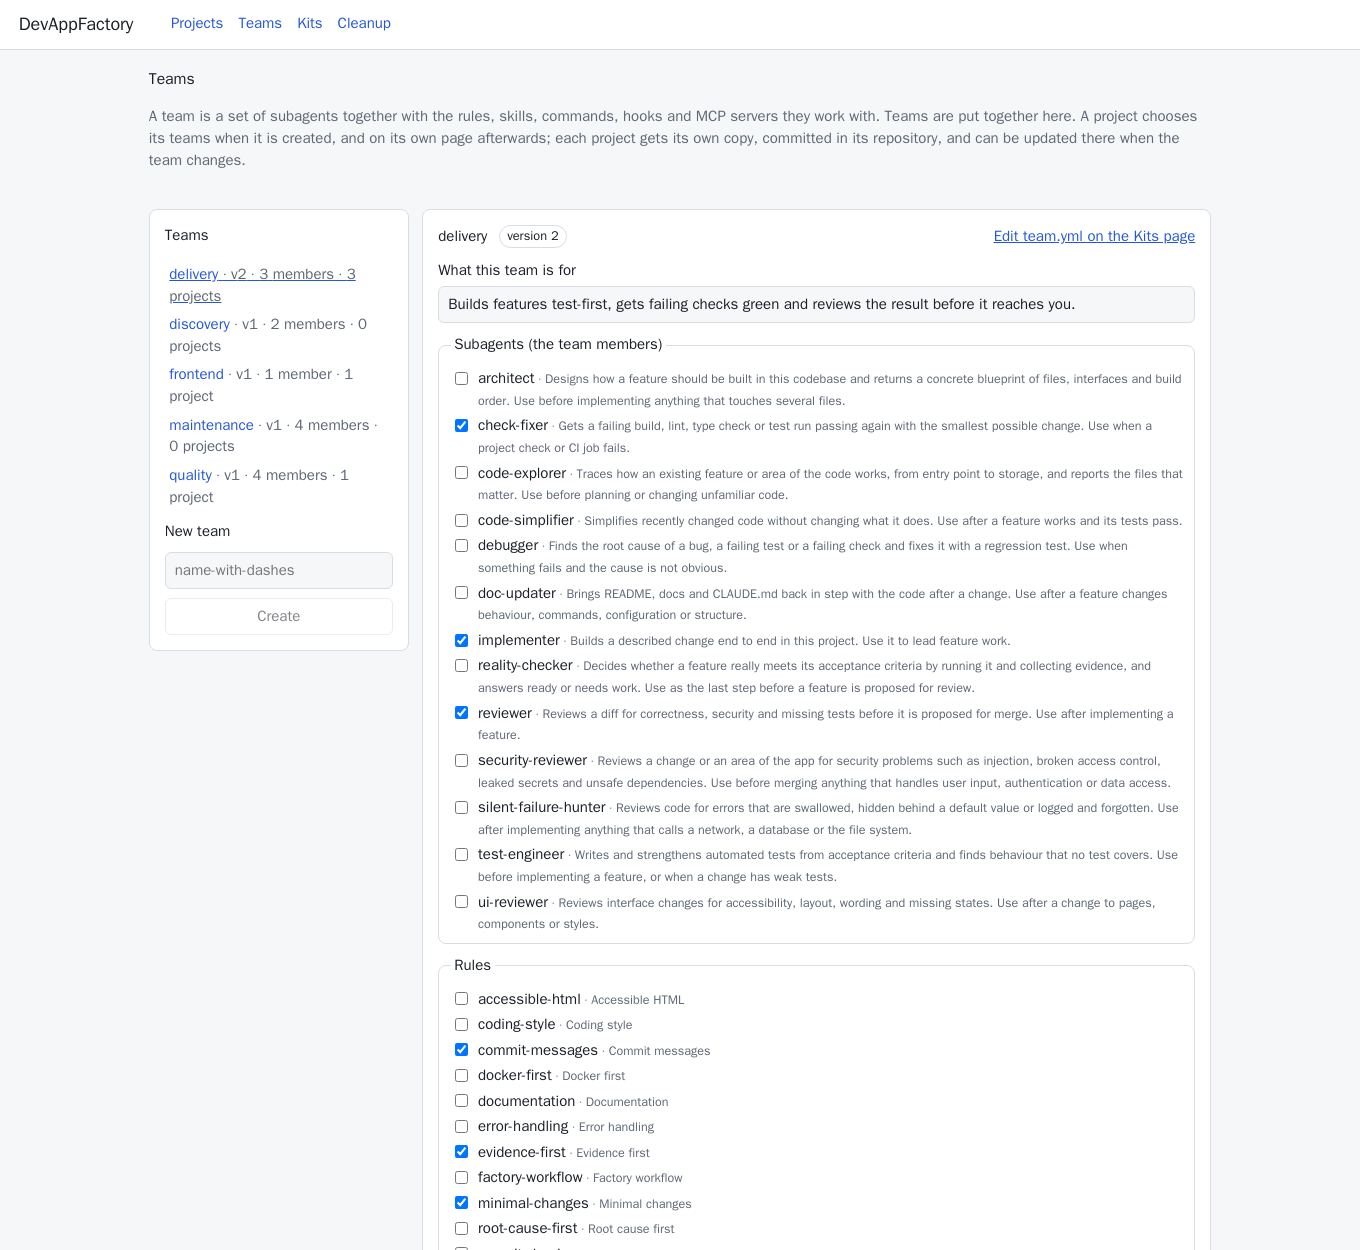 DevAppFactory
Projects
Teams
Kits
Cleanup
Teams
A team is a set of subagents together with the rules, skills, commands, hooks and MCP servers they work with. Teams are put together here. A project chooses
its teams when it is created, and on its own page afterwards; each project gets its own copy, committed in its repository, and can be updated there when the
team changes.
Teams
delivery · v2 · 3 members · 3
projects
discovery · v1 · 2 members · 0
projects
frontend · v1 · 1 member · 1
project
maintenance · v1 · 4 members ·
0 projects
quality · v1 · 4 members · 1
project
New team
name-with-dashes
Create
delivery
version 2
Edit team.yml on the Kits page
What this team is for
Builds features test-first, gets failing checks green and reviews the result before it reaches you.
Subagents (the team members)
architect · Designs how a feature should be built in this codebase and returns a concrete blueprint of files, interfaces and build
order. Use before implementing anything that touches several files.
check-fixer · Gets a failing build, lint, type check or test run passing again with the smallest possible change. Use when a
project check or CI job fails.
code-explorer · Traces how an existing feature or area of the code works, from entry point to storage, and reports the files that
matter. Use before planning or changing unfamiliar code.
code-simplifier · Simplifies recently changed code without changing what it does. Use after a feature works and its tests pass.
debugger · Finds the root cause of a bug, a failing test or a failing check and fixes it with a regression test. Use when
something fails and the cause is not obvious.
doc-updater · Brings README, docs and CLAUDE.md back in step with the code after a change. Use after a feature changes
behaviour, commands, configuration or structure.
implementer · Builds a described change end to end in this project. Use it to lead feature work.
reality-checker · Decides whether a feature really meets its acceptance criteria by running it and collecting evidence, and
answers ready or needs work. Use as the last step before a feature is proposed for review.
reviewer · Reviews a diff for correctness, security and missing tests before it is proposed for merge. Use after implementing a
feature.
security-reviewer · Reviews a change or an area of the app for security problems such as injection, broken access control,
leaked secrets and unsafe dependencies. Use before merging anything that handles user input, authentication or data access.
silent-failure-hunter · Reviews code for errors that are swallowed, hidden behind a default value or logged and forgotten. Use
after implementing anything that calls a network, a database or the file system.
test-engineer · Writes and strengthens automated tests from acceptance criteria and finds behaviour that no test covers. Use
before implementing a feature, or when a change has weak tests.
ui-reviewer · Reviews interface changes for accessibility, layout, wording and missing states. Use after a change to pages,
components or styles.
Rules
accessible-html · Accessible HTML
coding-style · Coding style
commit-messages · Commit messages
docker-first · Docker first
documentation · Documentation
error-handling · Error handling
evidence-first · Evidence first
factory-workflow · Factory workflow
minimal-changes · Minimal changes
root-cause-first · Root cause first